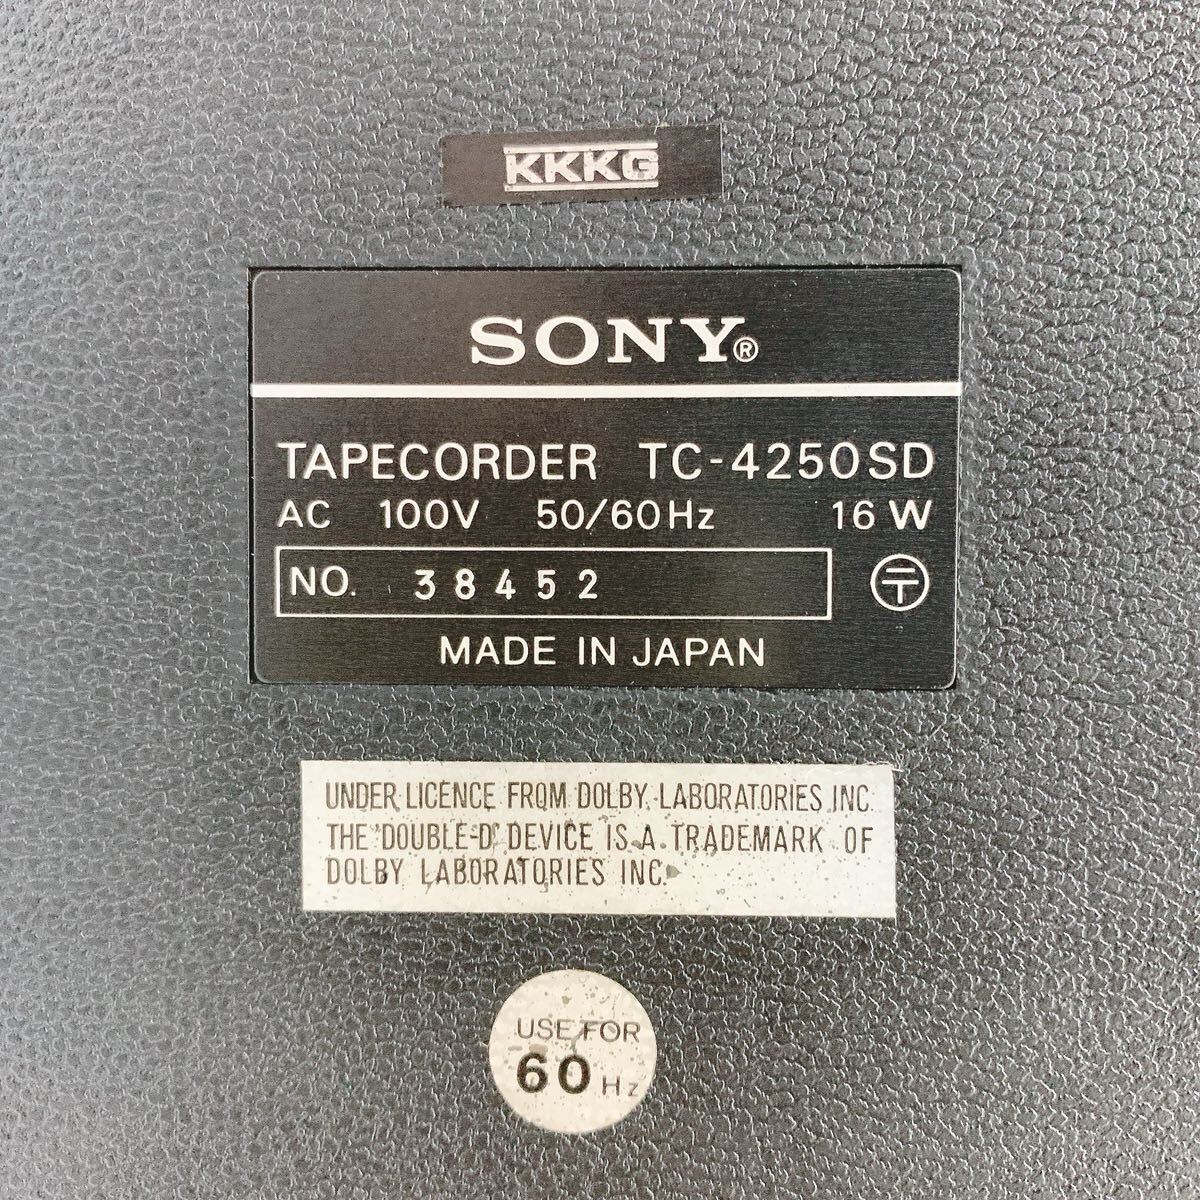 KKKG
SONY®
TAPECORDER TC-4250SD
AC 100V 50/60Hz 16W
NO. 38452 〶
MADE IN JAPAN
UNDER LICENCE FROM DOLBY LABORATORIES INC.
THE "DOUBLE-D" DEVICE IS A TRADEMARK OF
DOLBY LABORATORIES INC.
USE FOR
60 Hz